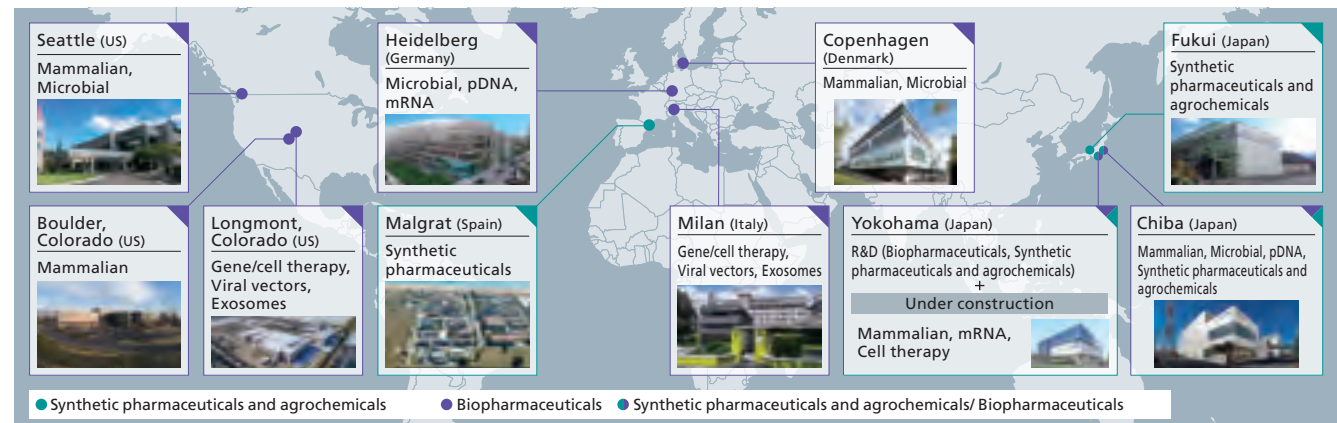 Seattle (US)
Mammalian,
Microbial
Heidelberg
(Germany)
Microbial, pDNA,
mRNA
Copenhagen
(Denmark)
Mammalian, Microbial
Fukui (Japan)
Synthetic
pharmaceuticals and
agrochemicals
Boulder,
Colorado (US)
Mammalian
Longmont,
Colorado (US)
Gene/cell therapy,
Viral vectors,
Exosomes
Malgrat (Spain)
Synthetic
pharmaceuticals
Milan (Italy)
Gene/cell therapy,
Viral vectors, Exosomes
Yokohama (Japan)
R&D (Biopharmaceuticals, Synthetic
pharmaceuticals and agrochemicals)
+
Under construction
Mammalian, mRNA,
Cell therapy
Chiba (Japan)
Mammalian, Microbial, pDNA,
Synthetic pharmaceuticals and
agrochemicals
Synthetic pharmaceuticals and agrochemicals
Biopharmaceuticals
Synthetic pharmaceuticals and agrochemicals/ Biopharmaceuticals